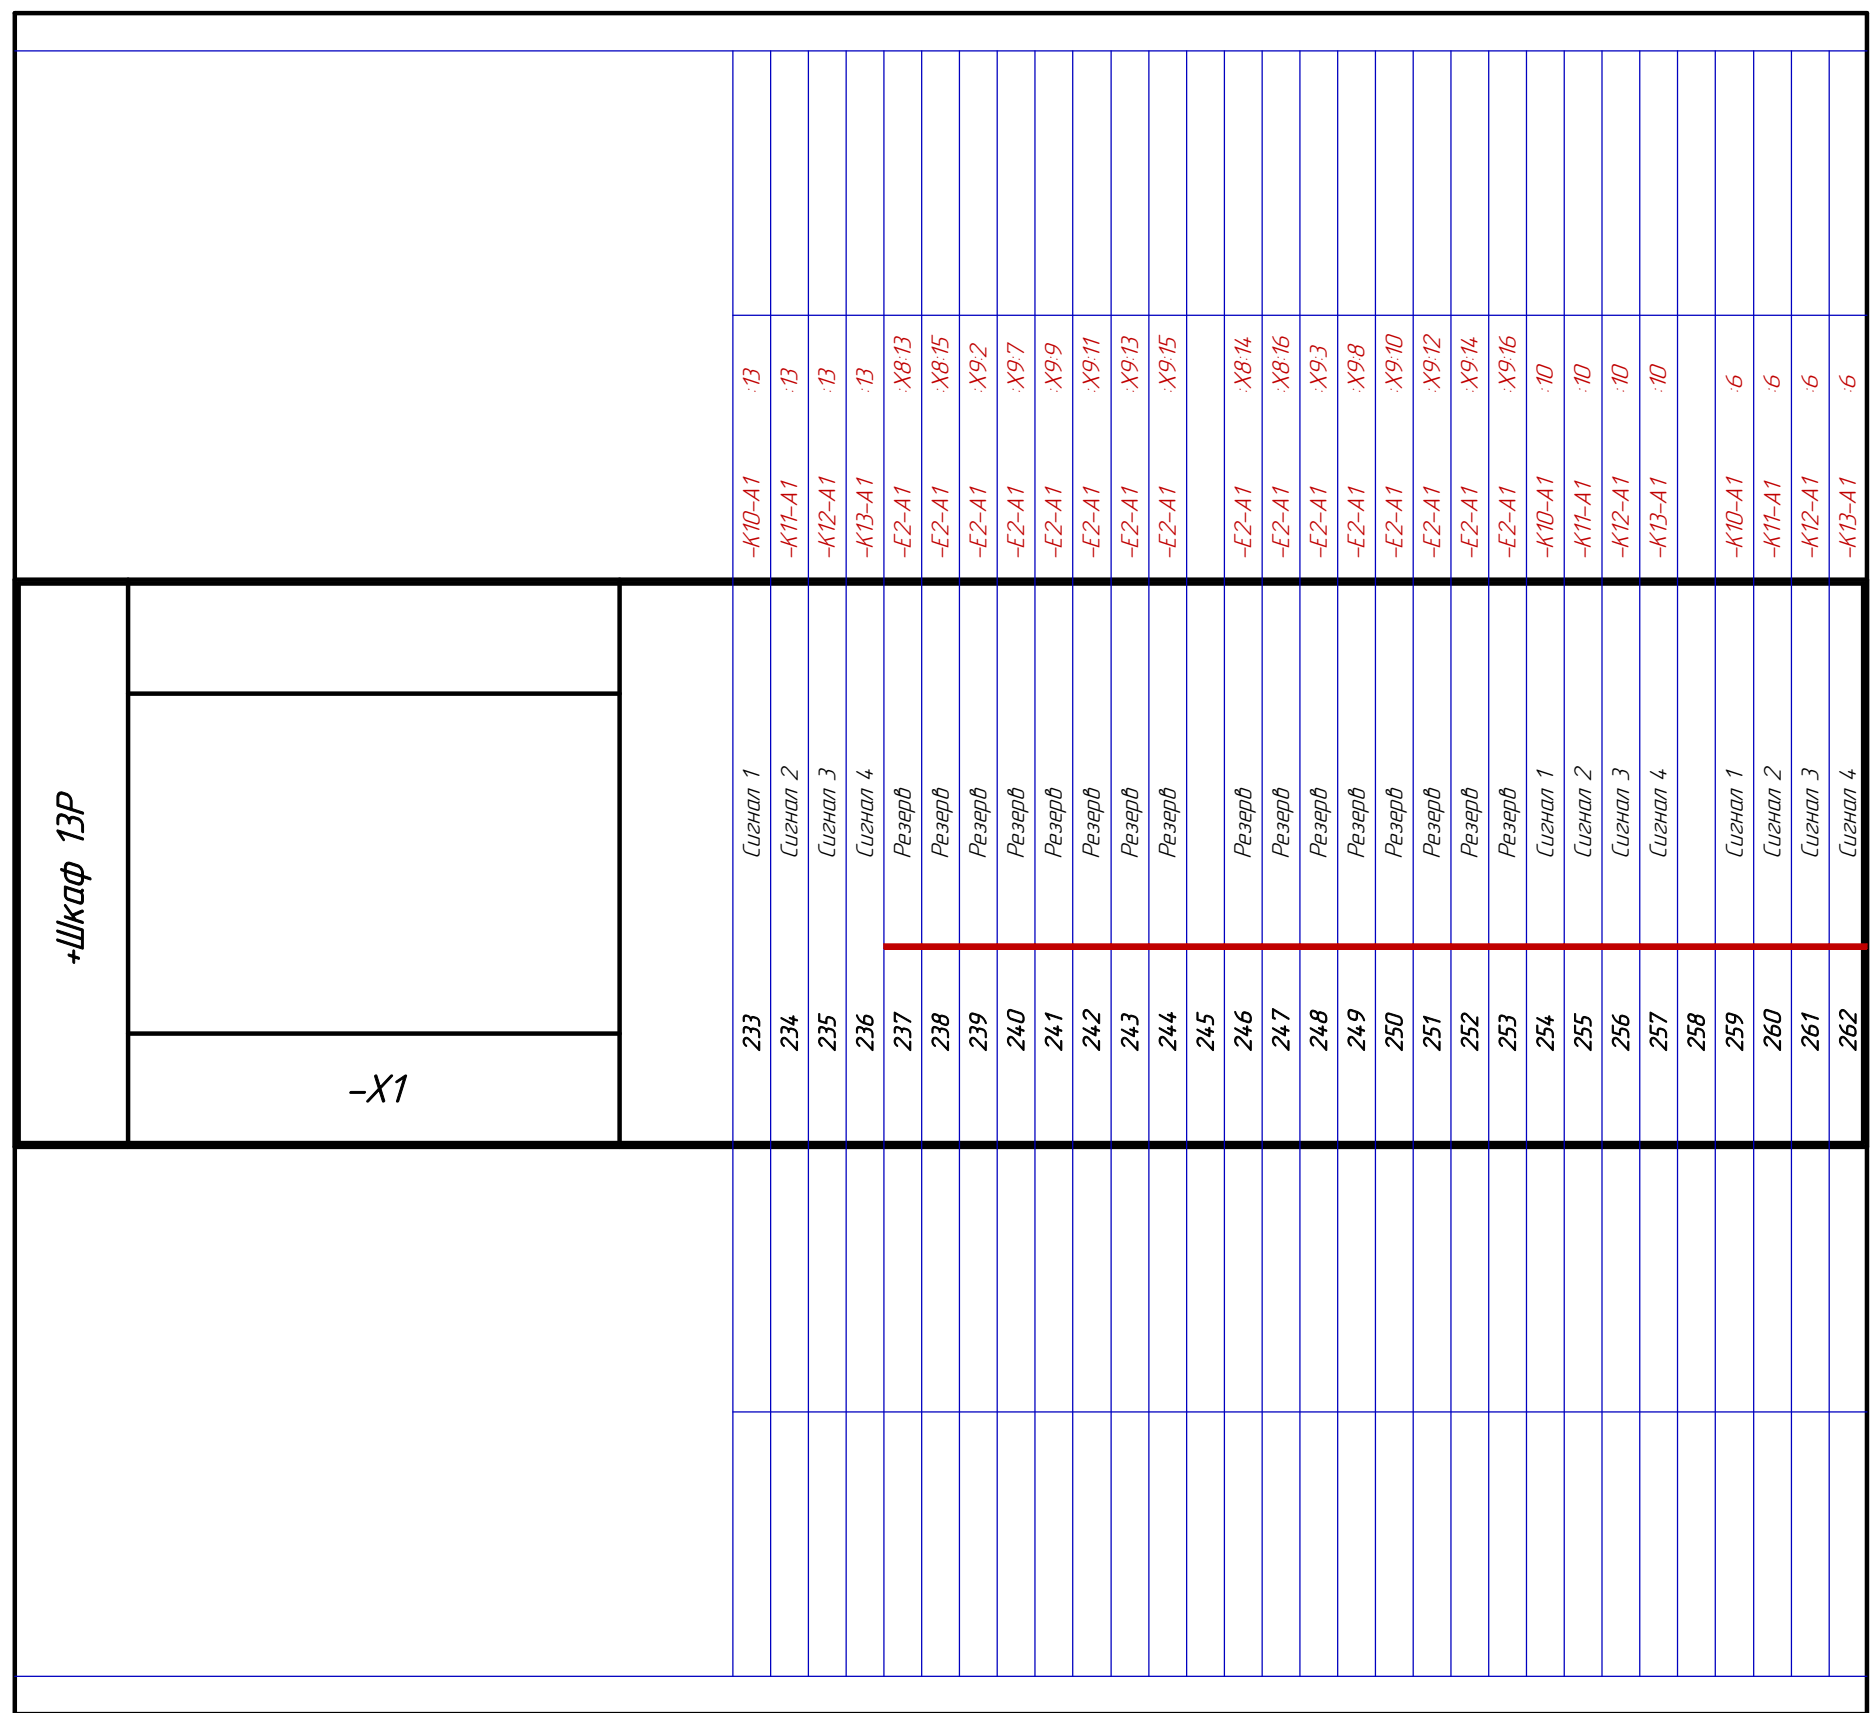 +Шкаф 13Р
-X1
233 Сигнал 1 -K10-A1 :13
234 Сигнал 2 -K11-A1 :13
235 Сигнал 3 -K12-A1 :13
236 Сигнал 4 -K13-A1 :13
237 Резерв -E2-A1 :X8:13
238 Резерв -E2-A1 :X8:15
239 Резерв -E2-A1 :X9:2
240 Резерв -E2-A1 :X9:7
241 Резерв -E2-A1 :X9:9
242 Резерв -E2-A1 :X9:11
243 Резерв -E2-A1 :X9:13
244 Резерв -E2-A1 :X9:15
245
246 Резерв -E2-A1 :X8:14
247 Резерв -E2-A1 :X8:16
248 Резерв -E2-A1 :X9:3
249 Резерв -E2-A1 :X9:8
250 Резерв -E2-A1 :X9:10
251 Резерв -E2-A1 :X9:12
252 Резерв -E2-A1 :X9:14
253 Резерв -E2-A1 :X9:16
254 Сигнал 1 -K10-A1 :10
255 Сигнал 2 -K11-A1 :10
256 Сигнал 3 -K12-A1 :10
257 Сигнал 4 -K13-A1 :10
258
259 Сигнал 1 -K10-A1 :6
260 Сигнал 2 -K11-A1 :6
261 Сигнал 3 -K12-A1 :6
262 Сигнал 4 -K13-A1 :6